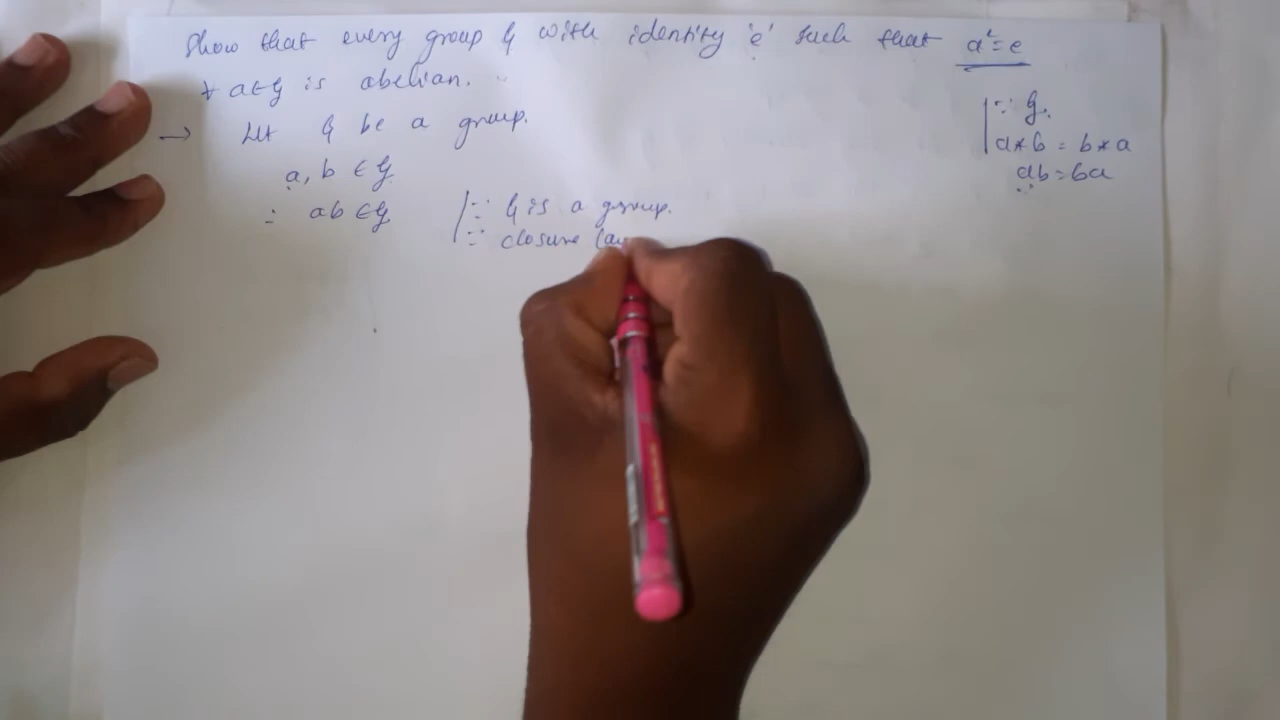 Show that every group G with identity 'e' such that a² = e
∀ a ∈ G is abelian.
→ Let G be a group.
a, b ∈ G
∴ ab ∈ G
∵ G is a group.
∵ closure law
∵ G.
a * b = b * a
ab = ba